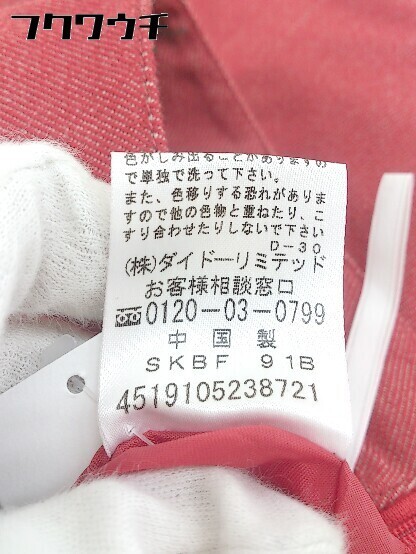 フクウロウチ
色がしみ出ることがありますの
で単独で洗って下さい。
また、色移りする恐れがありま
すので他の色物と重ねたり、こ
すり合わせたりしないで下さい
D-30
(株)ダイドーリミテッド
お客様相談窓口
0120-03-0799
中国製
SKBF 91B
4519105238721